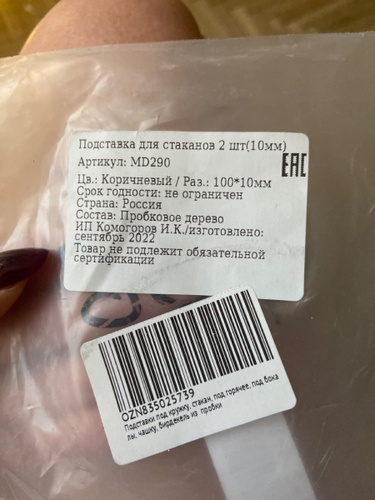 Подставка для стаканов 2 шт(10мм)
Артикул: MD290
EAC
Цв.: Коричневый / Раз.: 100*10мм
Срок годности: не ограничен
Страна: Россия
Состав: Пробковое дерево
ИП Комогоров И.К./изготовлено:
сентябрь 2022
Товар не подлежит обязательной
сертификации
OZN835025739
Подставки под кружку, стакан, под горячее, под бока
лы, чашку, бирдекель из пробки